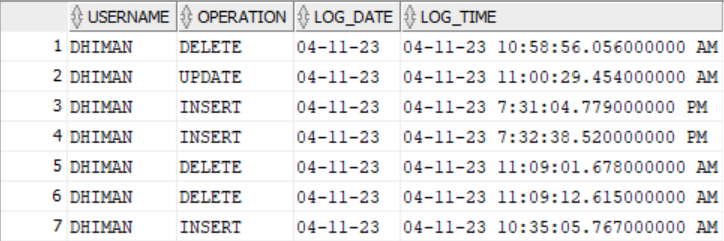 USERNAME OPERATION LOG_DATE LOG_TIME
1 DHIMAN DELETE 04-11-23 04-11-23 10:58:56.056000000 AM
2 DHIMAN UPDATE 04-11-23 04-11-23 11:00:29.454000000 AM
3 DHIMAN INSERT 04-11-23 04-11-23 7:31:04.779000000 PM
4 DHIMAN INSERT 04-11-23 04-11-23 7:32:38.520000000 PM
5 DHIMAN DELETE 04-11-23 04-11-23 11:09:01.678000000 AM
6 DHIMAN DELETE 04-11-23 04-11-23 11:09:12.615000000 AM
7 DHIMAN INSERT 04-11-23 04-11-23 10:35:05.767000000 AM